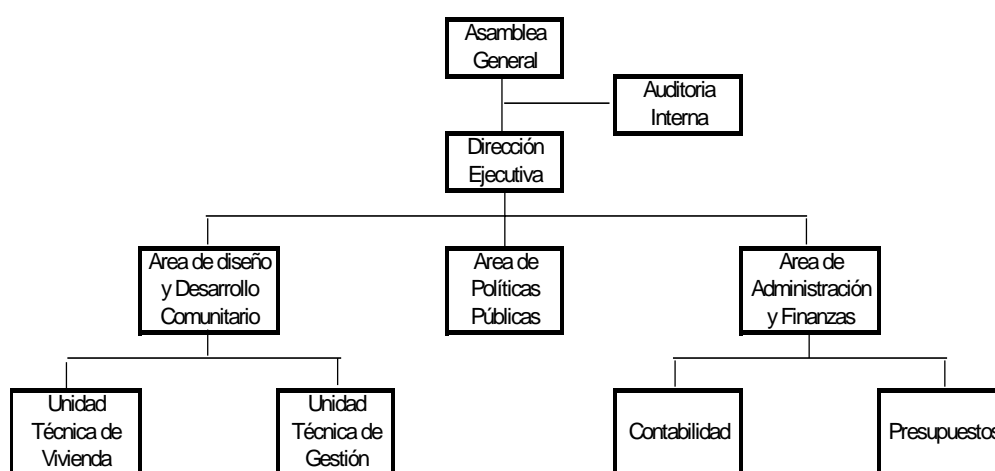 Asamblea
General
Auditoria
Interna
Dirección
Ejecutiva
Area de diseño
y Desarrollo
Comunitario
Area de
Políticas
Públicas
Area de
Administración
y Finanzas
Unidad
Técnica de
Vivienda
Unidad
Técnica de
Gestión
Contabilidad
Presupuestos